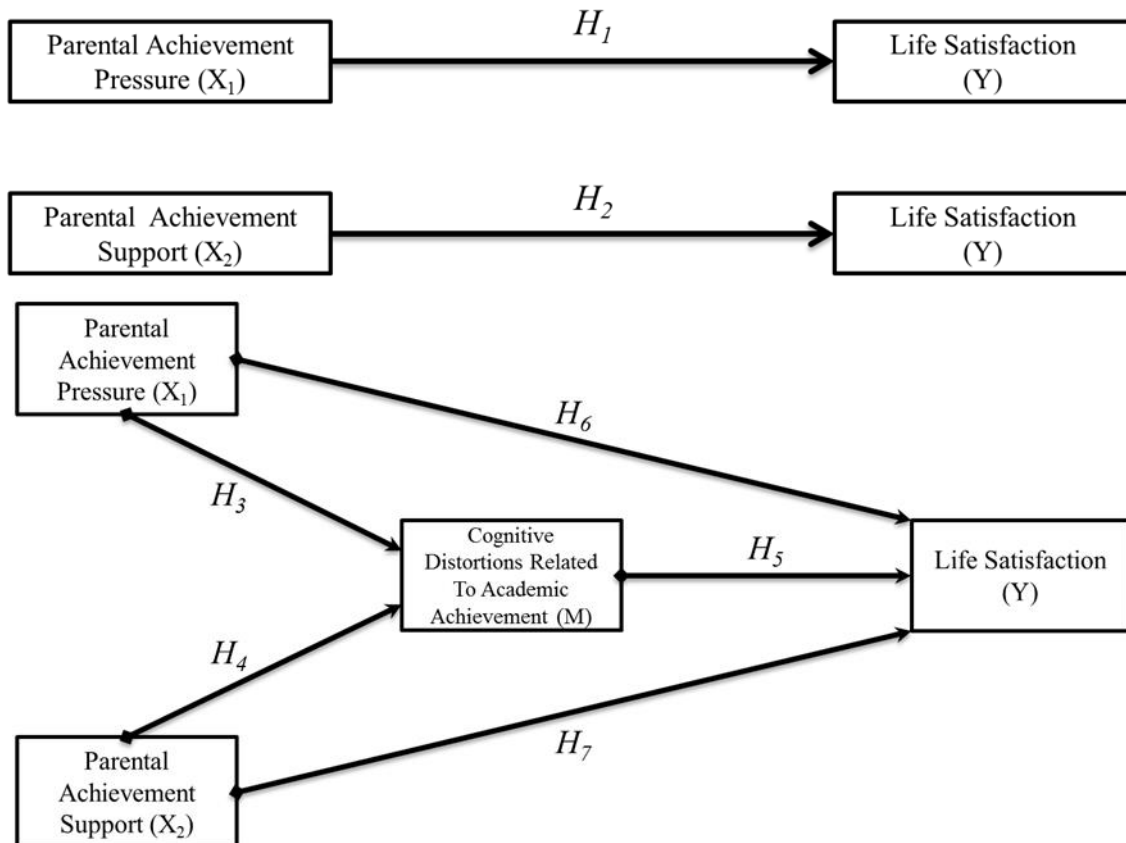 H1
Parental Achievement
Pressure (X1)
Life Satisfaction
(Y)
H2
Parental Achievement
Support (X2)
Life Satisfaction
(Y)
Parental
Achievement
Pressure (X1)
H6
H3
Cognitive
Distortions Related
To Academic
Achievement (M)
H5
Life Satisfaction
(Y)
H4
H7
Parental
Achievement
Support (X2)